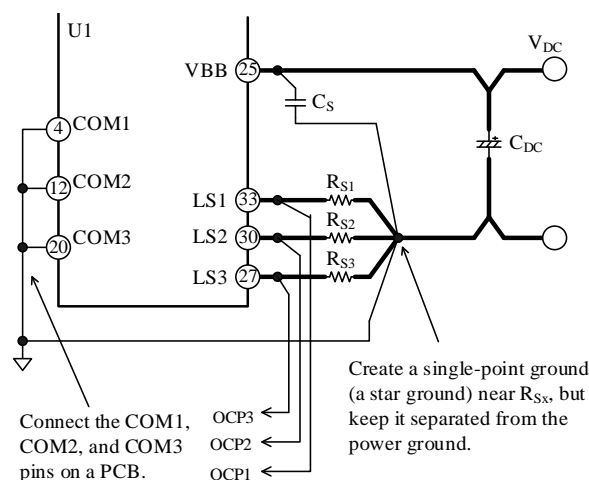 U1
V_DC
VBB
25
C_S
4
COM1
C_DC
12
COM2
LS1
33
R_S1
LS2
30
R_S2
20
COM3
LS3
27
R_S3
Create a single-point ground
(a star ground) near R_Sx, but
keep it separated from the
power ground.
Connect the COM1,
COM2, and COM3
pins on a PCB.
OCP3
OCP2
OCP1